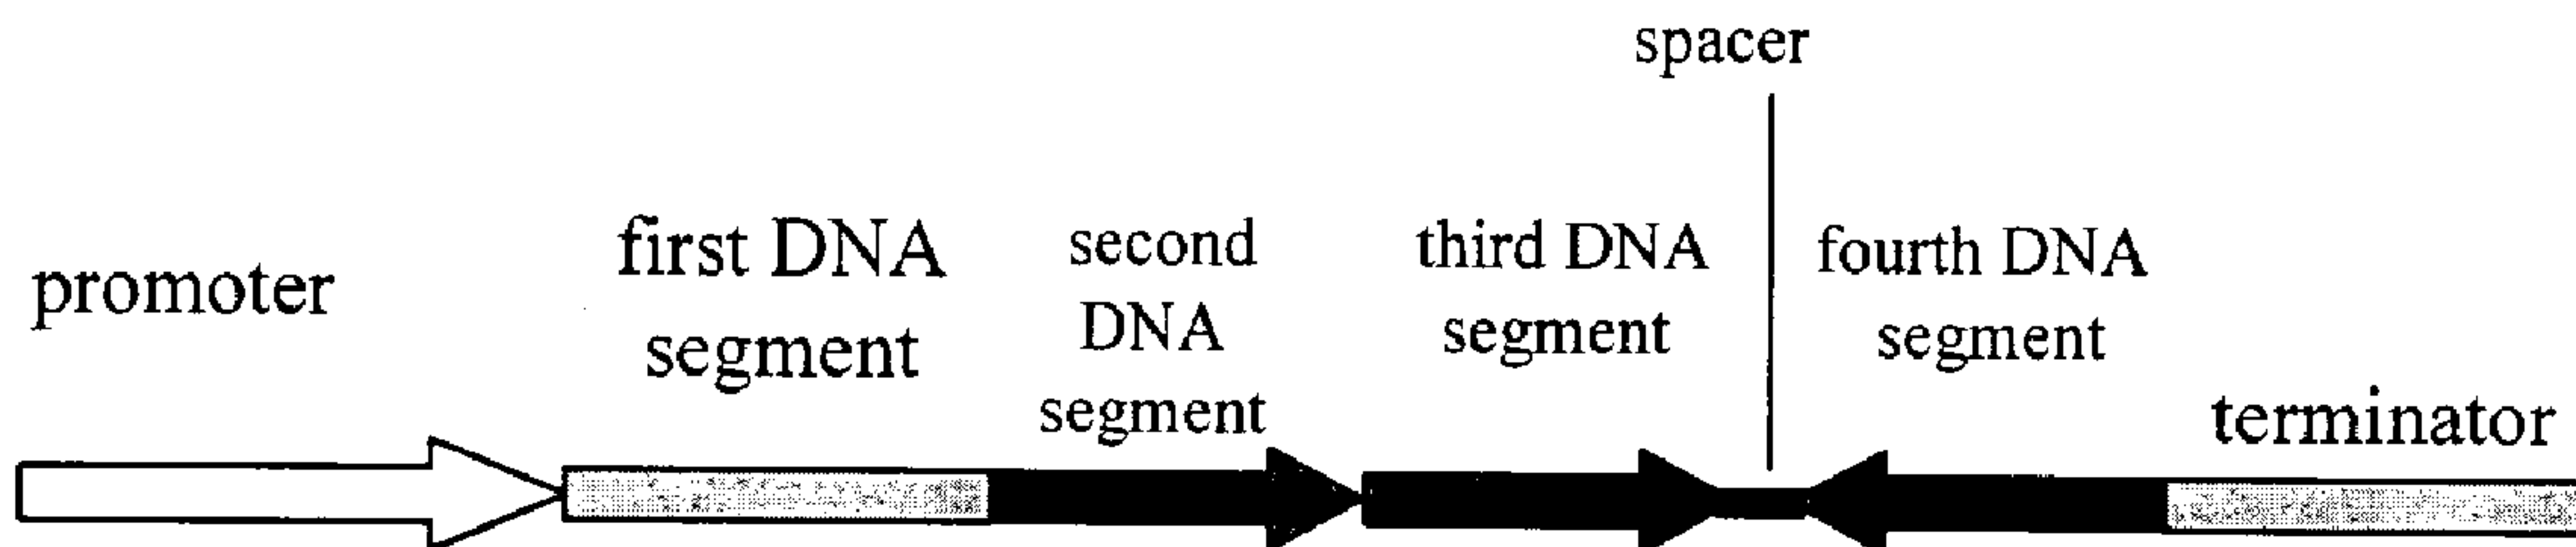 promoter
first DNA
segment
second
DNA
segment
third DNA
segment
spacer
fourth DNA
segment
terminator